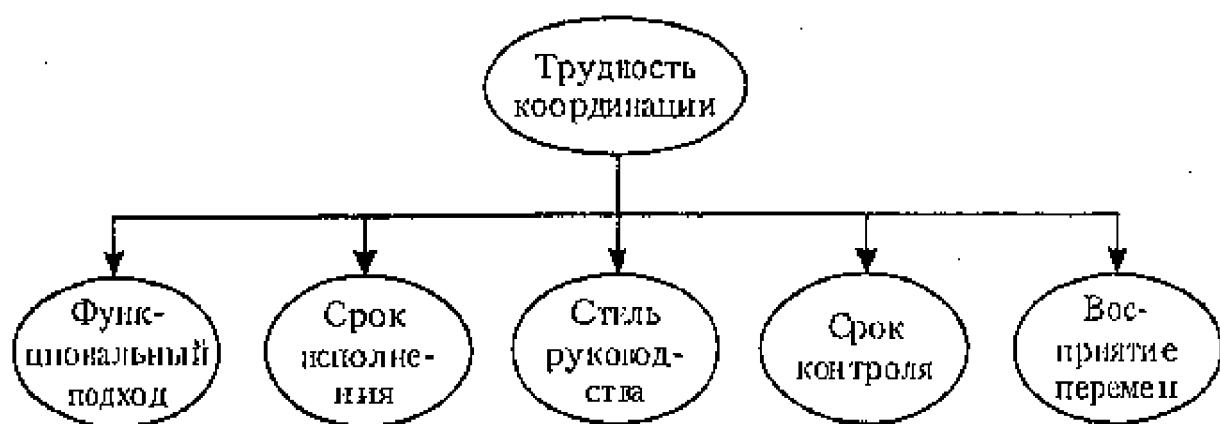 Трудность
координации
Функ-
циональный
подход
Срок
исполне-
ния
Стиль
руковод-
ства
Срок
контроля
Вос-
приятие
перемен